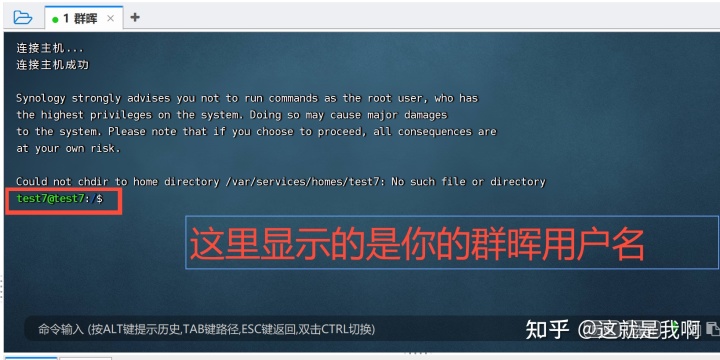 1 群晖
连接主机...
连接主机成功
Synology strongly advises you not to run commands as the root user, who has
the highest privileges on the system. Doing so may cause major damages
to the system. Please note that if you choose to proceed, all consequences are
at your own risk.
Could not chdir to home directory /var/services/homes/test7: No such file or directory
test7@test7:/$
这里显示的是你的群晖用户名
命令输入 (按ALT键提示历史,TAB键路径,ESC键返回,双击CTRL切换)
知乎 @这就是我啊